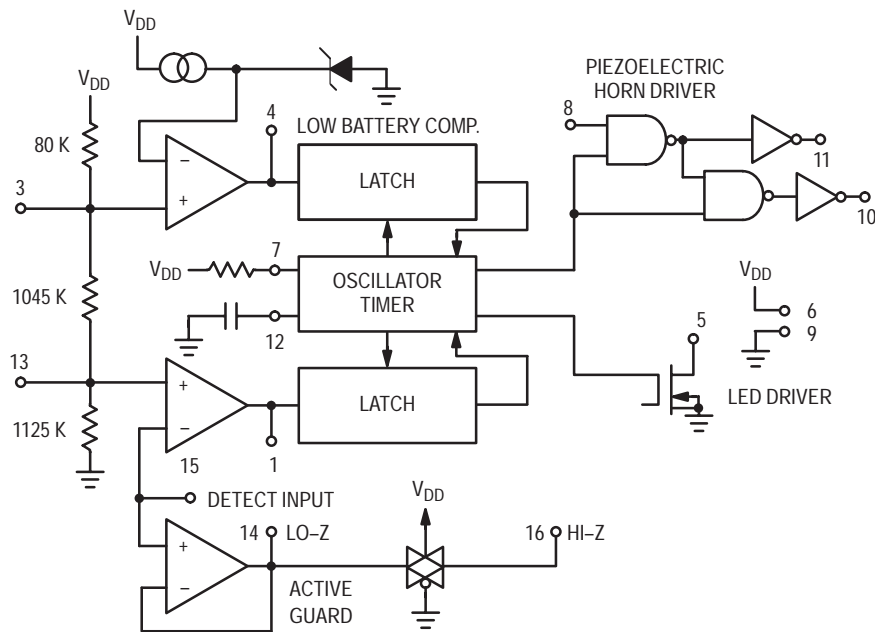 VDD
VDD
80 K
3
4
LOW BATTERY COMP.
−
+
LATCH
PIEZOELECTRIC
HORN DRIVER
8
11
10
7
VDD
OSCILLATOR
TIMER
12
1045 K
13
VDD
6
9
5
LED DRIVER
+
−
LATCH
1125 K
15
1
DETECT INPUT
VDD
14
LO–Z
16
HI–Z
+
−
ACTIVE
GUARD